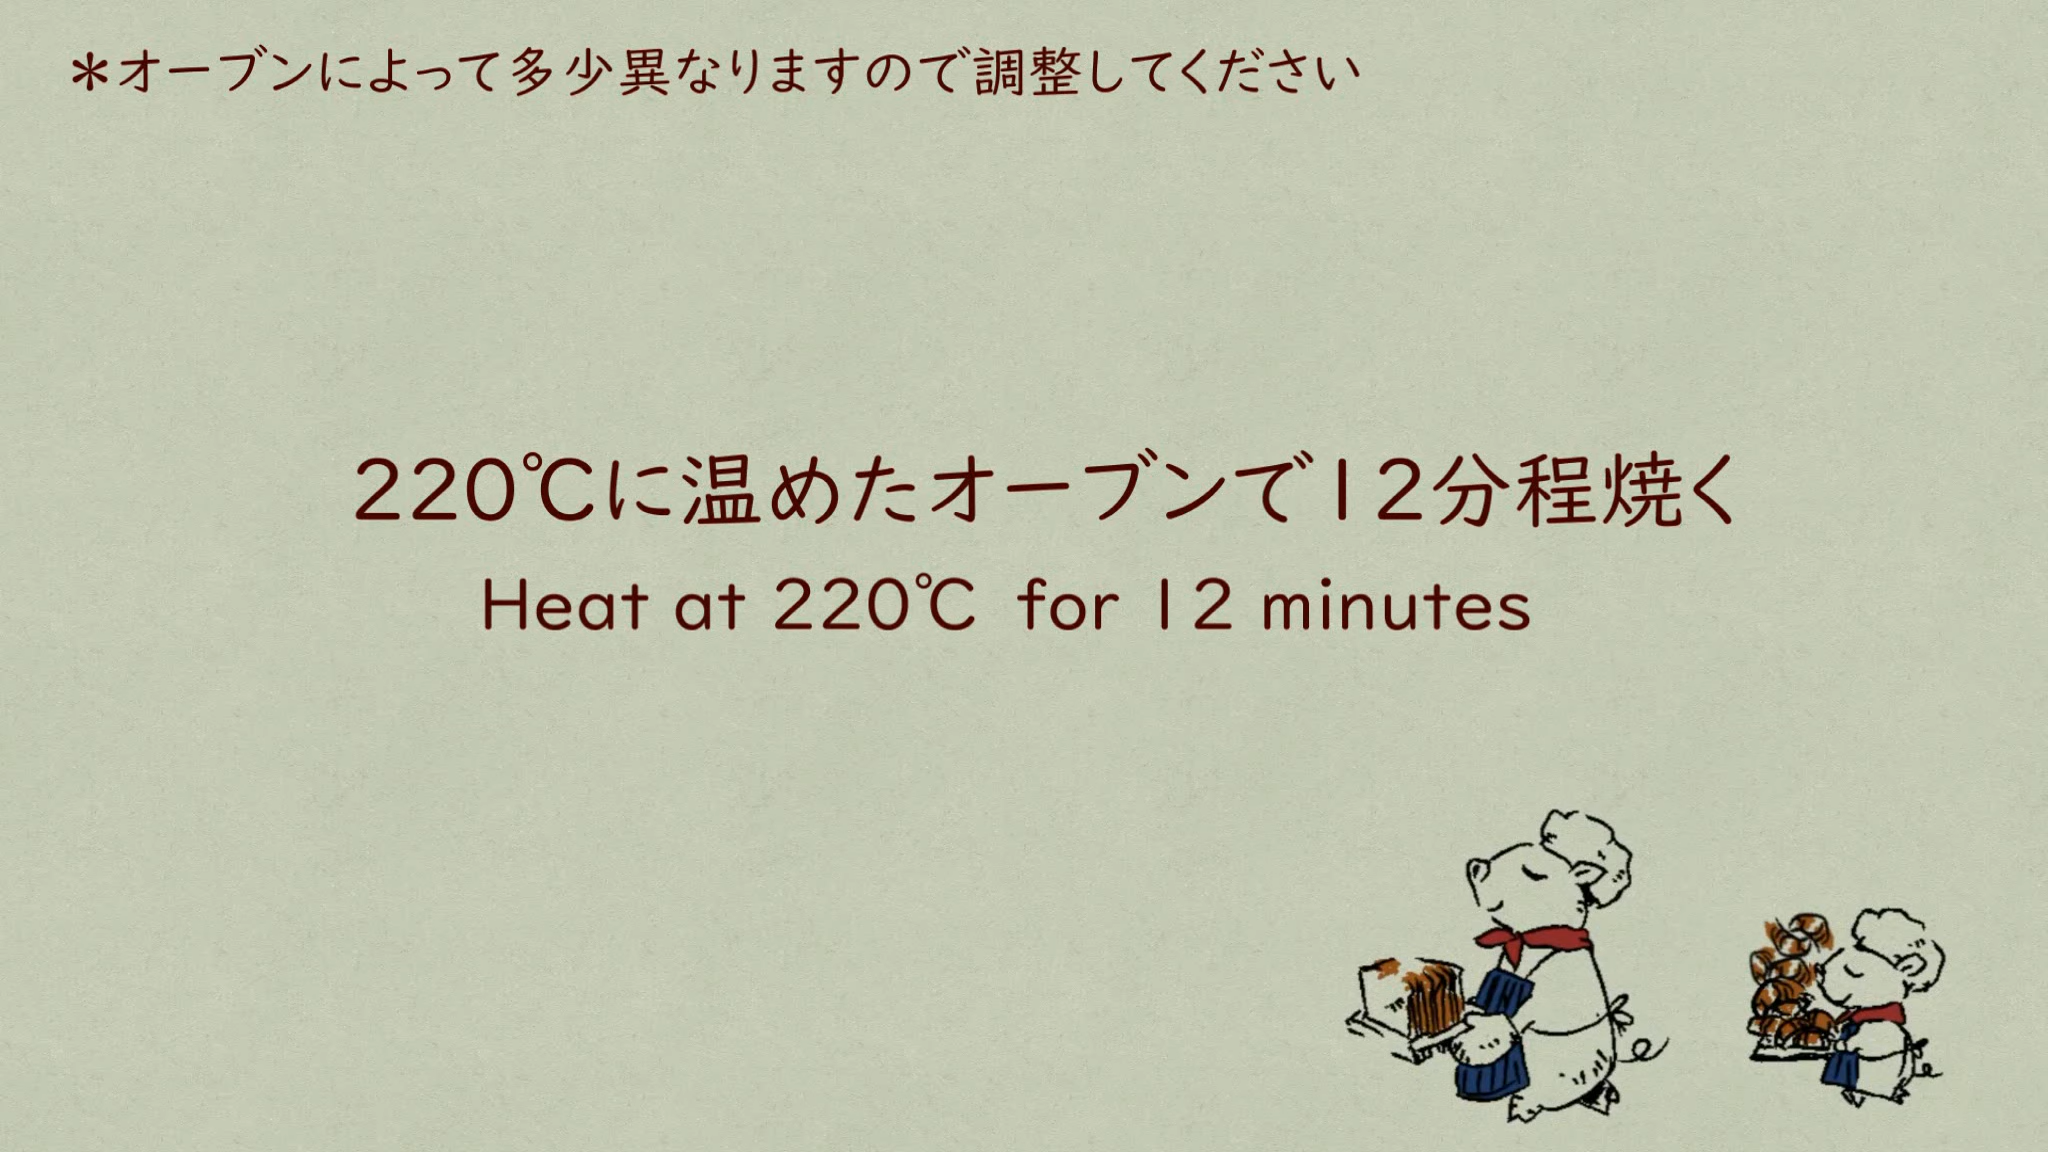 ＊オーブンによって多少異なりますので調整してください
220℃に温めたオーブンで12分程焼く
Heat at 220℃ for 12 minutes